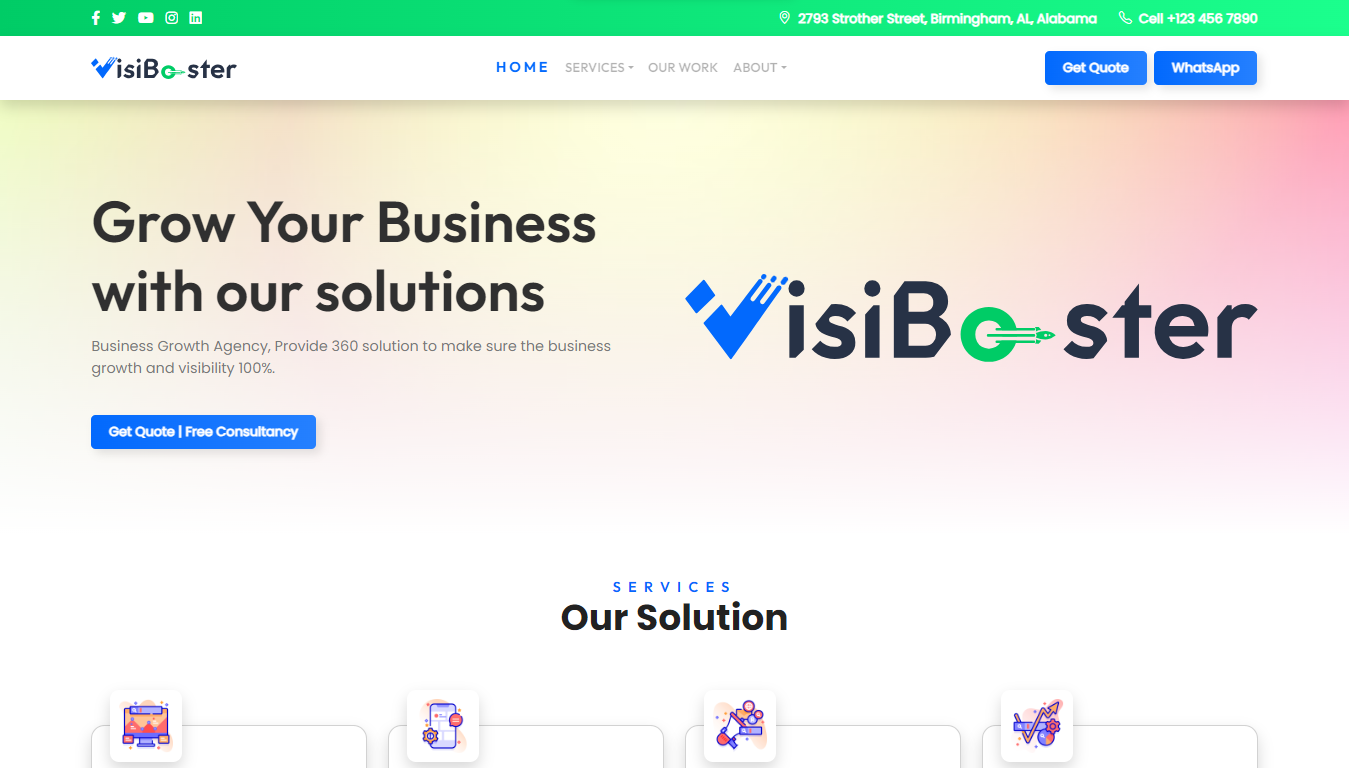 2793 Strother Street, Birmingham, AL, Alabama
Cell +123 456 7890
VisiBooster
HOME
SERVICES
OUR WORK
ABOUT
Get Quote
WhatsApp
Grow Your Business
with our solutions
Business Growth Agency, Provide 360 solution to make sure the business
growth and visibility 100%.
Get Quote | Free Consultancy
VisiBooster
SERVICES
Our Solution